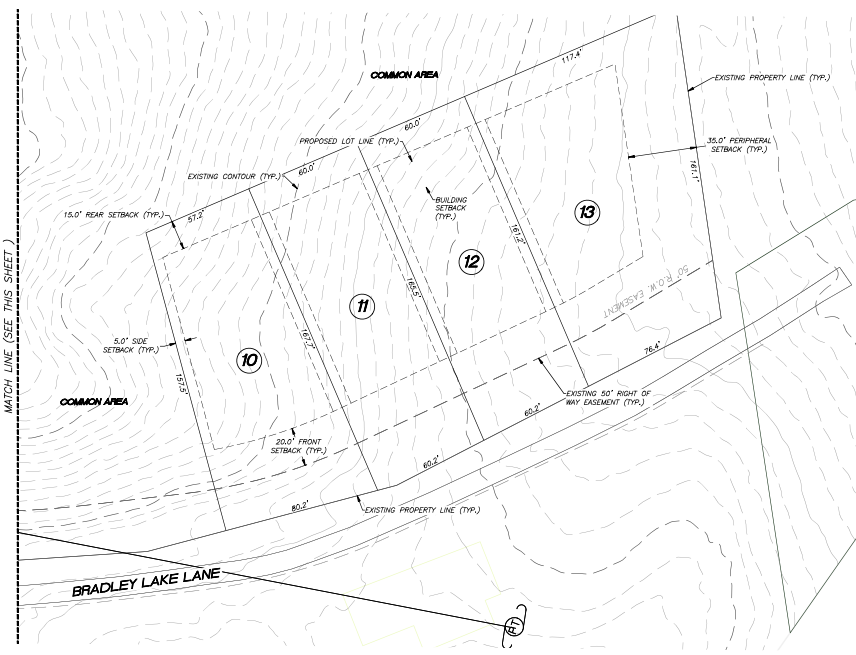 COMMON AREA
117.4'
EXISTING PROPERTY LINE (TYP.)
60.0'
PROPOSED LOT LINE (TYP.)
35.0' PERIPHERAL
SETBACK (TYP.)
161.1'
EXISTING CONTOUR (TYP.)
60.0'
BUILDING
SETBACK
(TYP.)
15.0' REAR SETBACK (TYP.)
57.2'
13
161.2'
12
50' R.O.W. EASEMENT
165.5'
11
MATCH LINE (SEE THIS SHEET )
5.0' SIDE
SETBACK (TYP.)
167.7'
10
76.4'
157.5'
COMMON AREA
EXISTING 50' RIGHT OF
WAY EASEMENT (TYP.)
60.2'
20.0' FRONT
SETBACK (TYP.)
60.2'
80.2'
EXISTING PROPERTY LINE (TYP.)
BRADLEY LAKE LANE